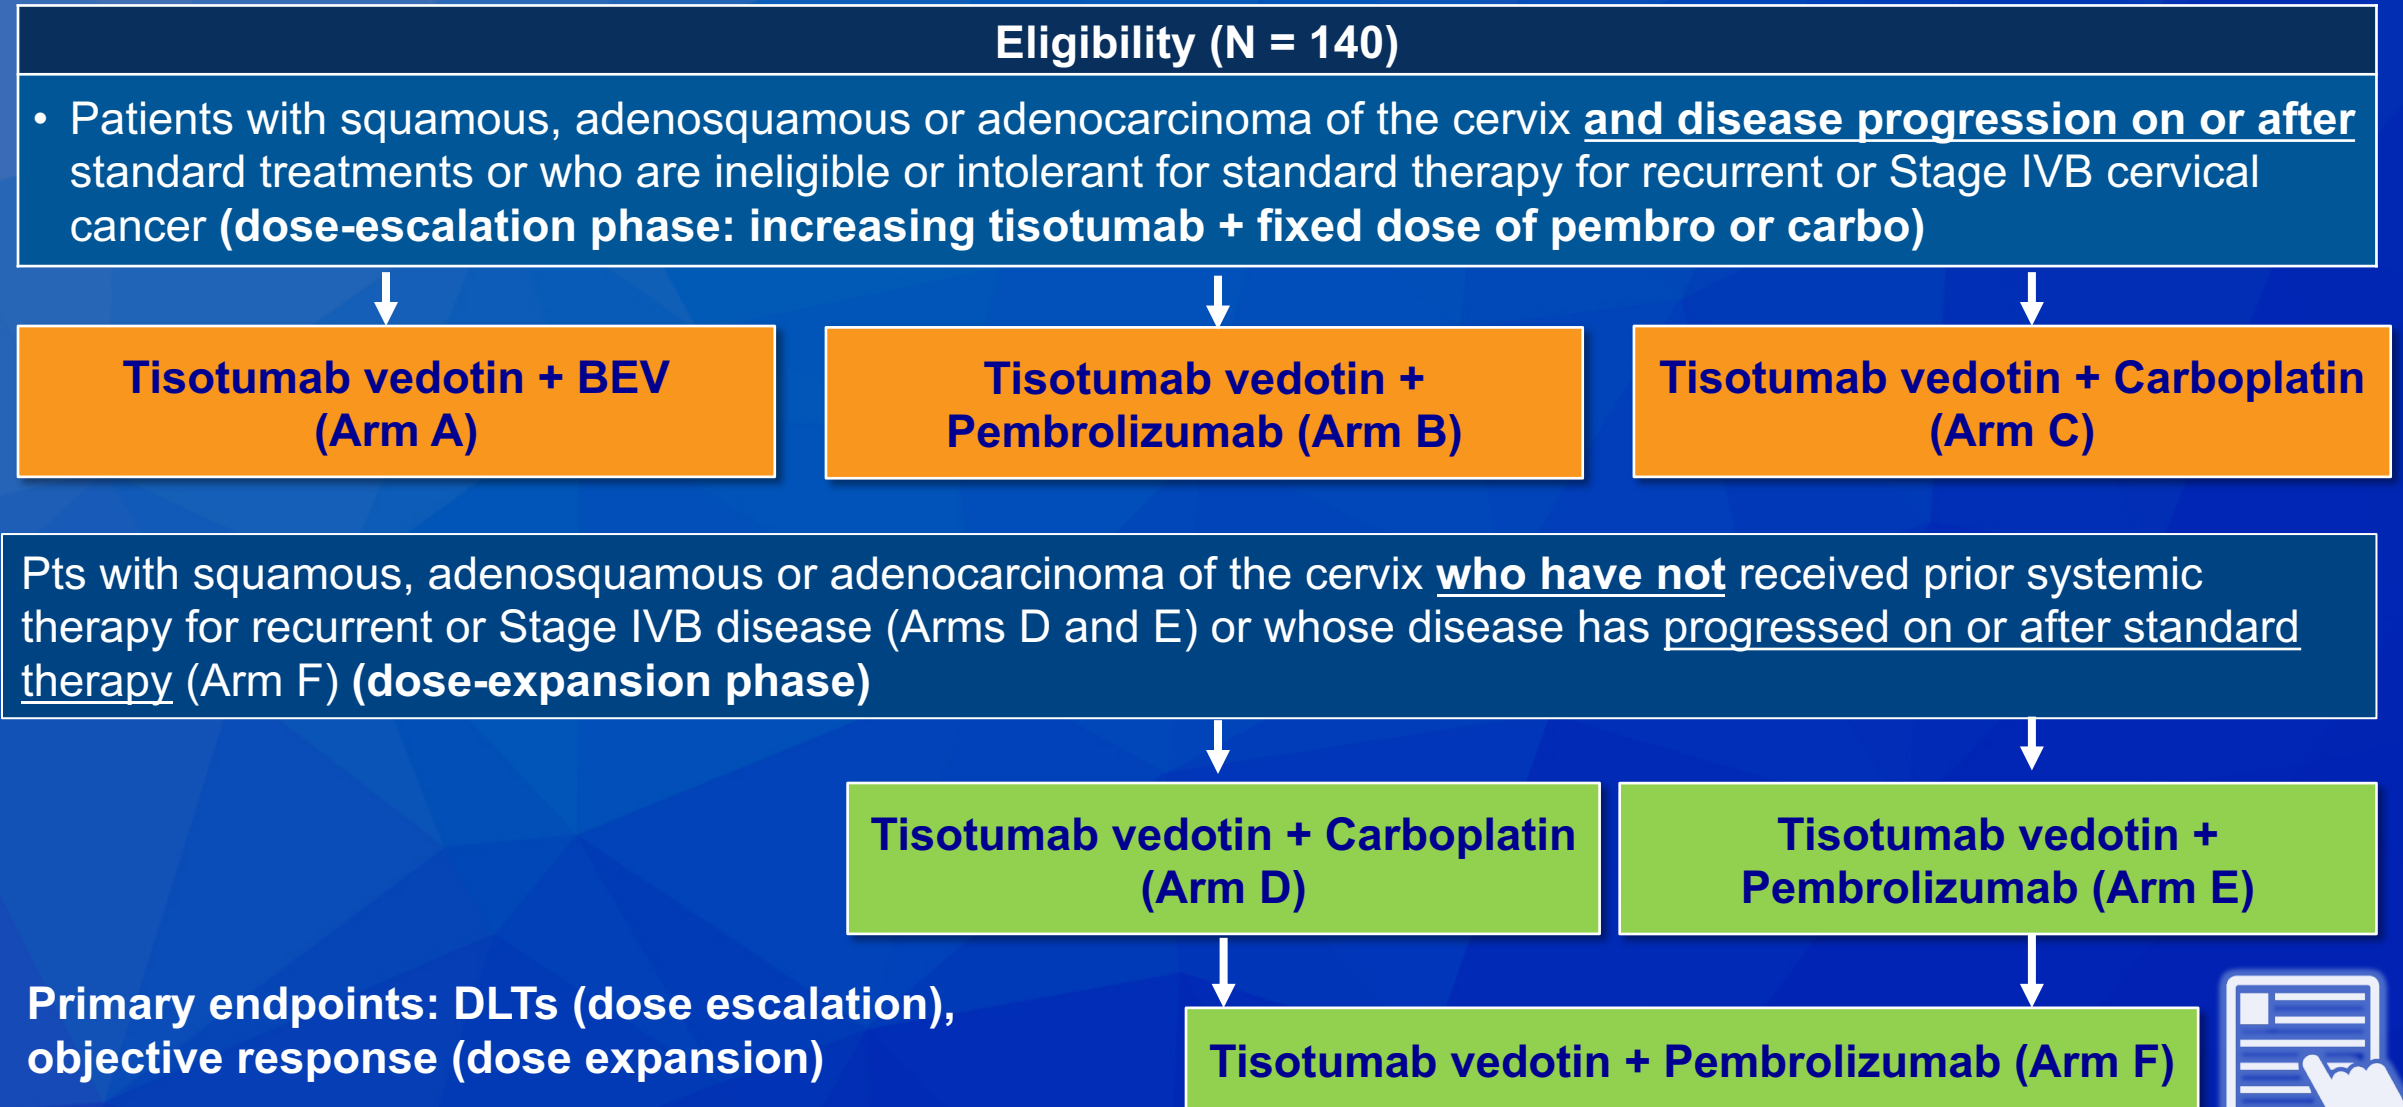 Eligibility (N = 140)
• Patients with squamous, adenosquamous or adenocarcinoma of the cervix and disease progression on or after
standard treatments or who are ineligible or intolerant for standard therapy for recurrent or Stage IVB cervical
cancer (dose-escalation phase: increasing tisotumab + fixed dose of pembro or carbo)
Tisotumab vedotin + BEV
(Arm A)
Tisotumab vedotin +
Pembrolizumab (Arm B)
Tisotumab vedotin + Carboplatin
(Arm C)
Pts with squamous, adenosquamous or adenocarcinoma of the cervix who have not received prior systemic
therapy for recurrent or Stage IVB disease (Arms D and E) or whose disease has progressed on or after standard
therapy (Arm F) (dose-expansion phase)
Tisotumab vedotin + Carboplatin
(Arm D)
Tisotumab vedotin +
Pembrolizumab (Arm E)
Primary endpoints: DLTs (dose escalation),
objective response (dose expansion)
Tisotumab vedotin + Pembrolizumab (Arm F)